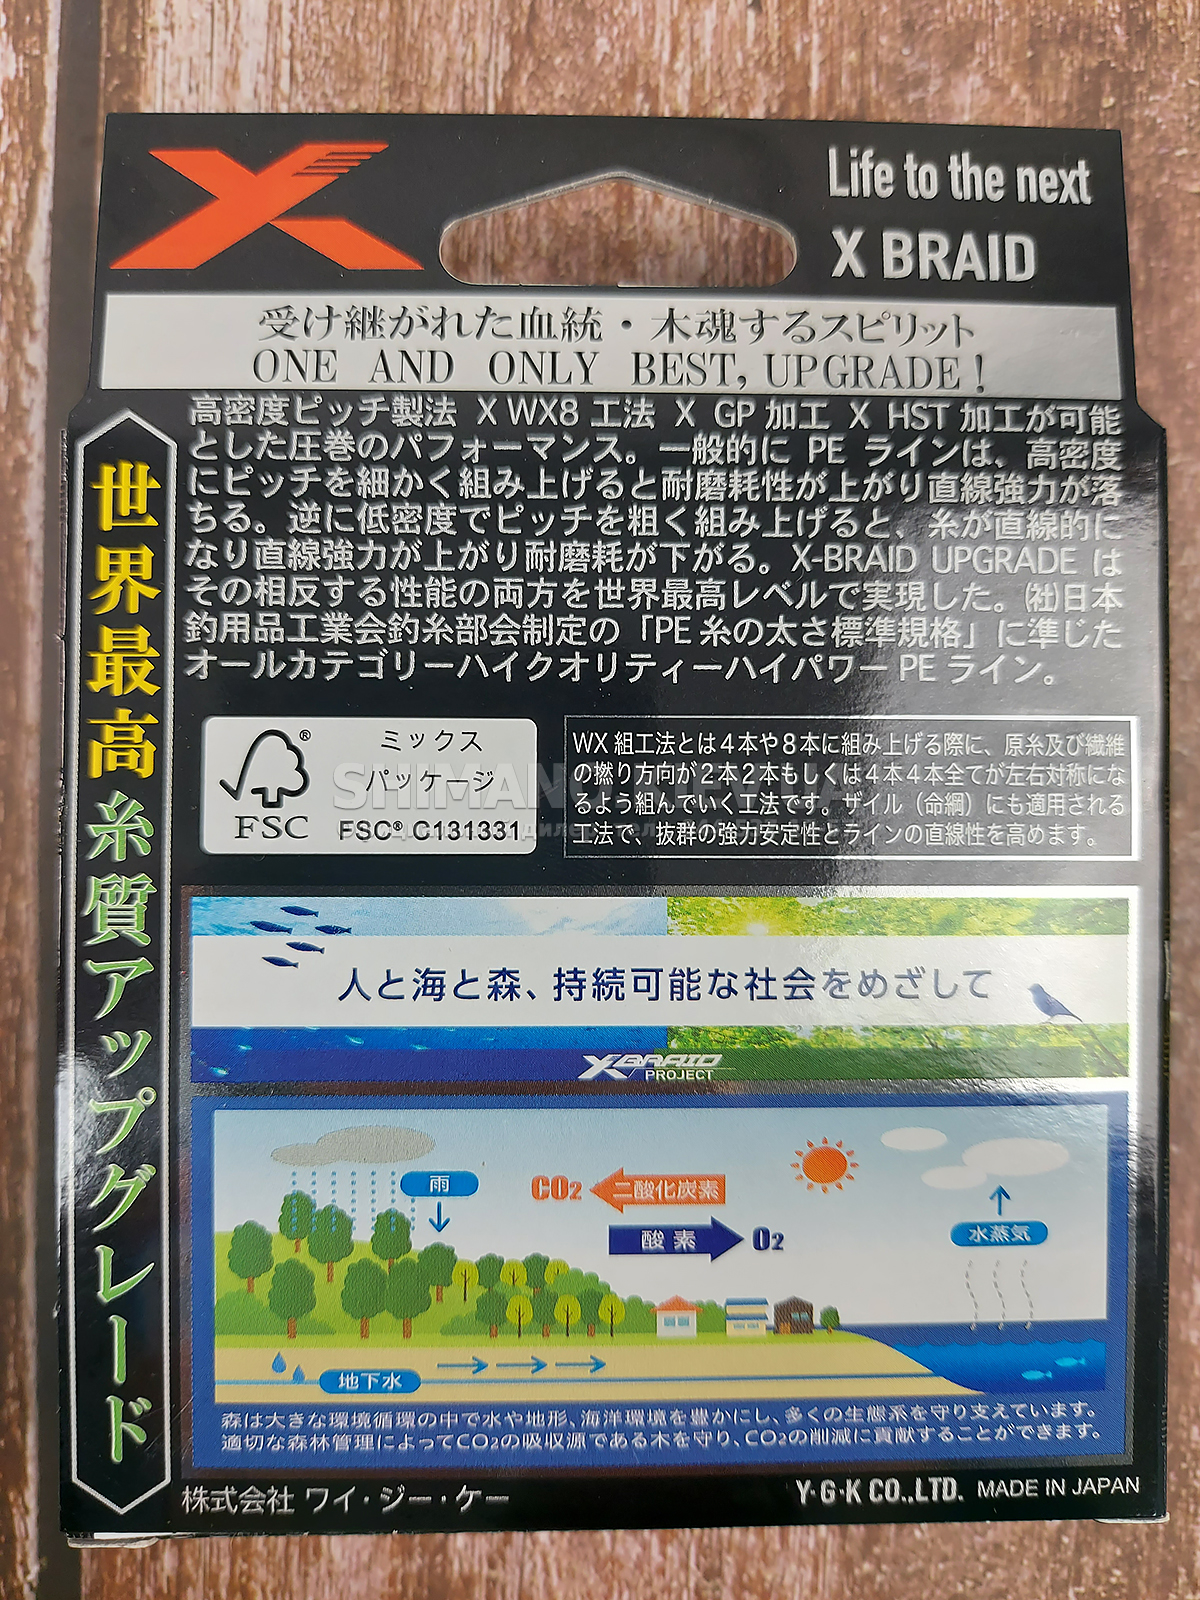 Life to the next
X BRAID
受け継がれた血統・木魂するスピリット
ONE AND ONLY BEST, UPGRADE!
世界最高糸質アップグレード
高密度ピッチ製法 X WX8 工法 X GP 加工 X HST 加工が可能
とした圧巻のパフォーマンス。一般的に PE ラインは、高密度
にピッチを細かく組み上げると耐磨耗性が上がり直線強力が落
ちる。逆に低密度でピッチを粗く組み上げると、糸が直線的に
なり直線強力が上がり耐磨耗が下がる。X-BRAID UPGRADE は
その相反する性能の両方を世界最高レベルで実現した。㈳日本
釣用品工業会釣糸部会制定の「PE 糸の太さ標準規格」に準じた
オールカテゴリーハイクオリティーハイパワー PE ライン。
FSC
®
ミックス
パッケージ
FSC® C131331
WX 組工法とは4本や8本に組み上げる際に、原糸及び繊維
の撚り方向が2本2本もしくは4本4本全てが左右対称にな
るよう組んでいく工法です。ザイル（命綱）にも適用される
工法で、抜群の強力安定性とラインの直線性を高めます。
人と海と森、持続可能な社会をめざして
X BRAID
PROJECT
雨
CO2 二酸化炭素
酸素 O2
水蒸気
地下水
森は大きな環境循環の中で水や地形、海洋環境を豊かにし、多くの生態系を守り支えています。
適切な森林管理によってCO2の吸収源である木を守り、CO2の削減に貢献することができます。
株式会社 ワイ・ジー・ケー
Y・G・K CO.,LTD. MADE IN JAPAN